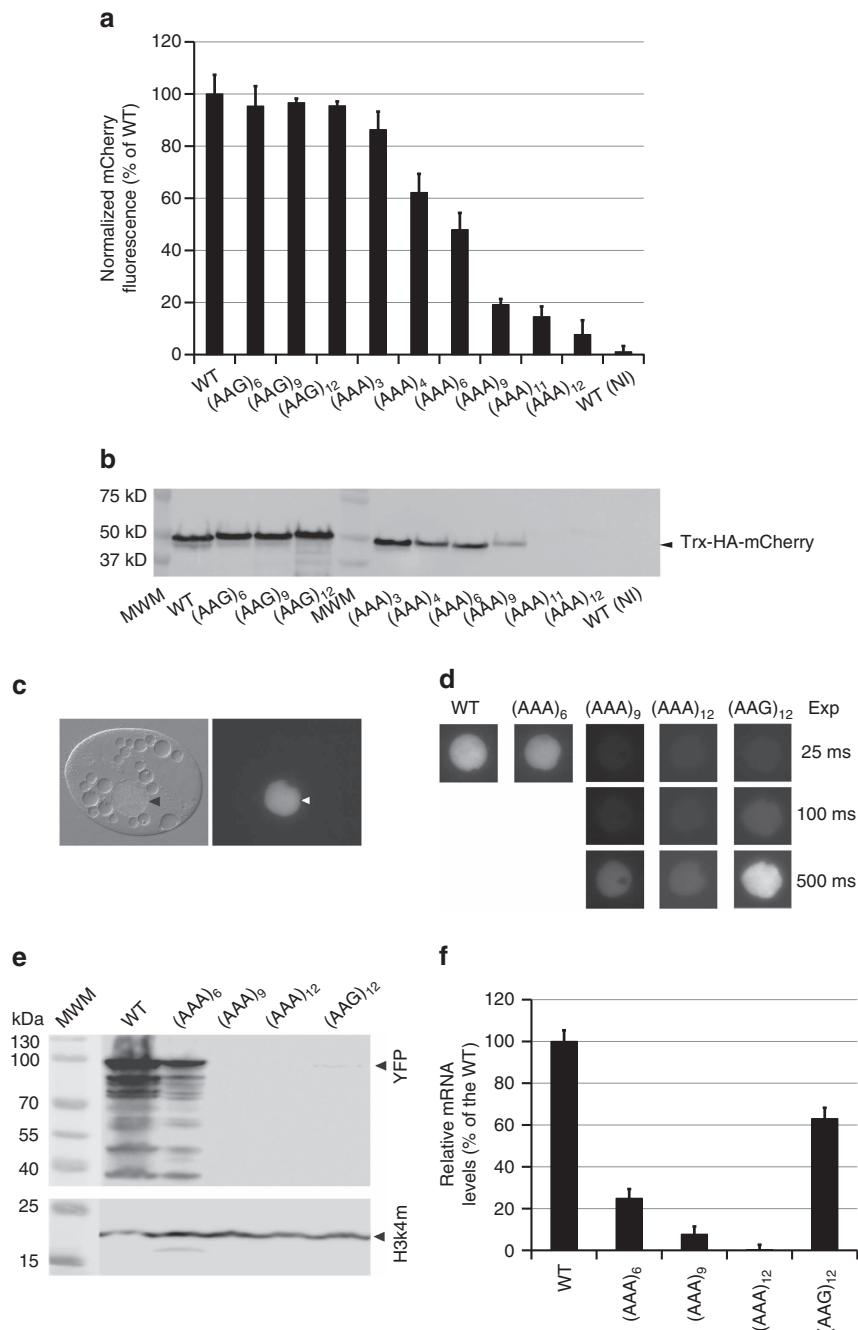 a
120
100
80
60
40
20
0
Normalized mCherry
fluorescence (% of WT)
WT
(AAG)6
(AAG)9
(AAG)12
(AAA)3
(AAA)4
(AAA)6
(AAA)9
(AAA)11
(AAA)12
WT (NI)
b
75 kD
50 kD
37 kD
Trx-HA-mCherry
MWM
WT
(AAG)6
(AAG)9
(AAG)12
MWM
(AAA)3
(AAA)4
(AAA)6
(AAA)9
(AAA)11
(AAA)12
WT (NI)
c
d
WT
(AAA)6
(AAA)9
(AAA)12
(AAG)12
Exp
25 ms
100 ms
500 ms
e
kDa
MWM
WT
(AAA)6
(AAA)9
(AAA)12
(AAG)12
130
100
70
55
40
25
15
YFP
H3k4m
f
120
100
80
60
40
20
0
Relative mRNA
levels (% of the WT)
WT
(AAA)6
(AAA)9
(AAA)12
(AAG)12